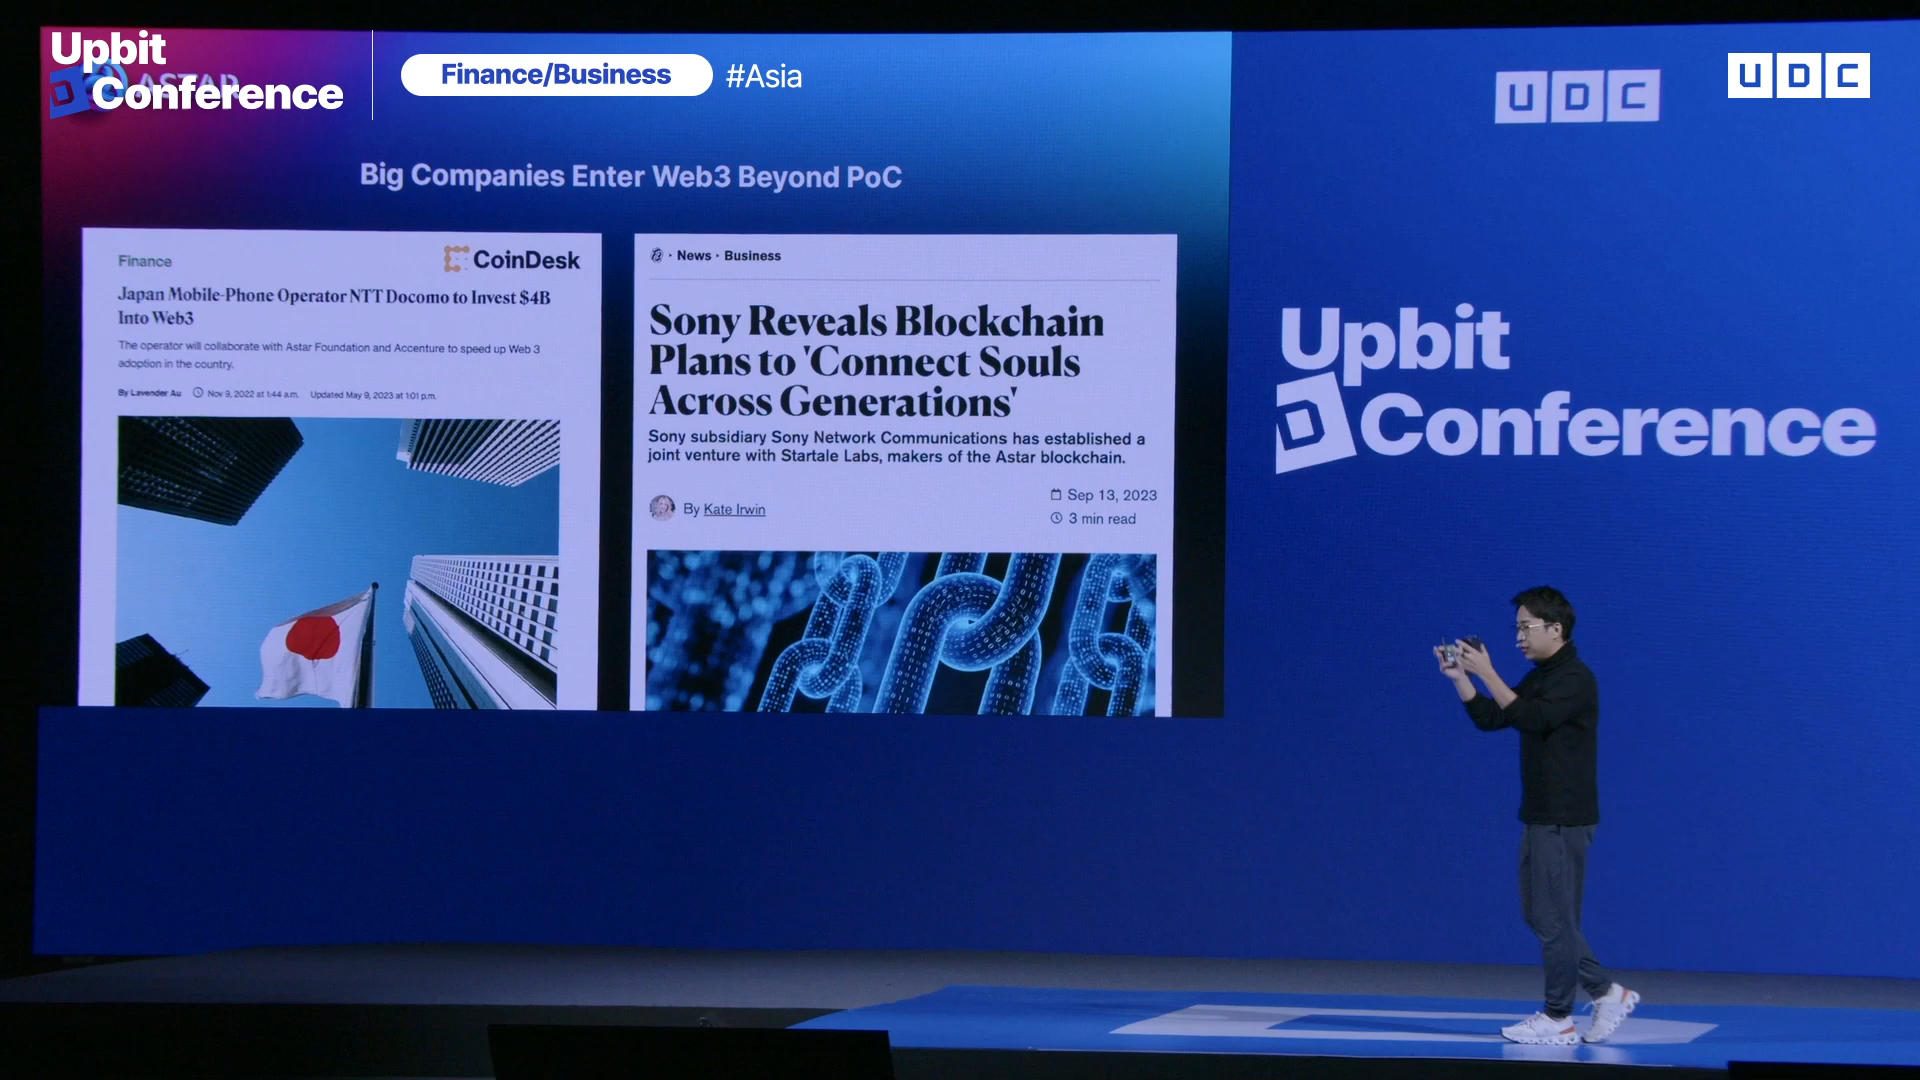 Upbit
D Conference
ASTAR
Finance/Business
#Asia
UDC
UDC
Big Companies Enter Web3 Beyond PoC
Finance
CoinDesk
Japan Mobile-Phone Operator NTT Docomo to Invest $4B
Into Web3
The operator will collaborate with Astar Foundation and Accenture to speed up Web 3
adoption in the country.
By Lavender Au Nov 9, 2022 at 1:44 a.m. Updated May 9, 2023 at 1:01 p.m.
· News · Business
Sony Reveals Blockchain
Plans to 'Connect Souls
Across Generations'
Sony subsidiary Sony Network Communications has established a
joint venture with Startale Labs, makers of the Astar blockchain.
By Kate Irwin
Sep 13, 2023
3 min read
Upbit
D Conference